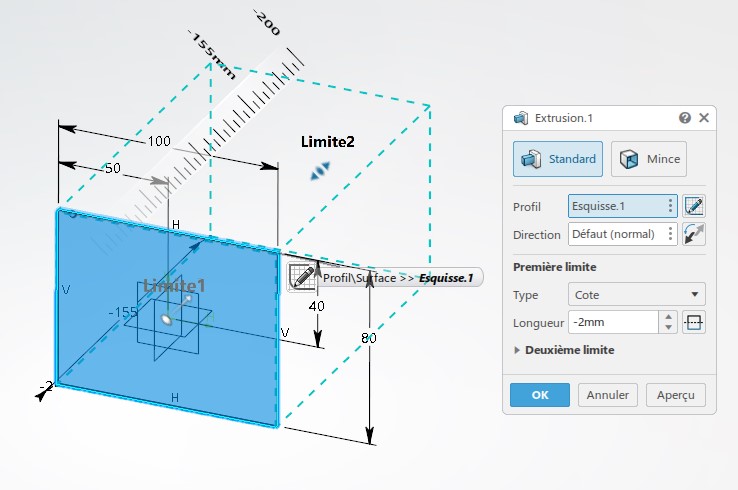 -200
-155mm
100
50
Limite2
H
Limite1
V
-155
Profil\Surface >> Esquisse.1
40
V
80
-2
H
Extrusion.1
Standard
Mince
Profil
Esquisse.1
Direction
Défaut (normal)
Première limite
Type
Cote
Longueur
-2mm
Deuxième limite
OK
Annuler
Aperçu